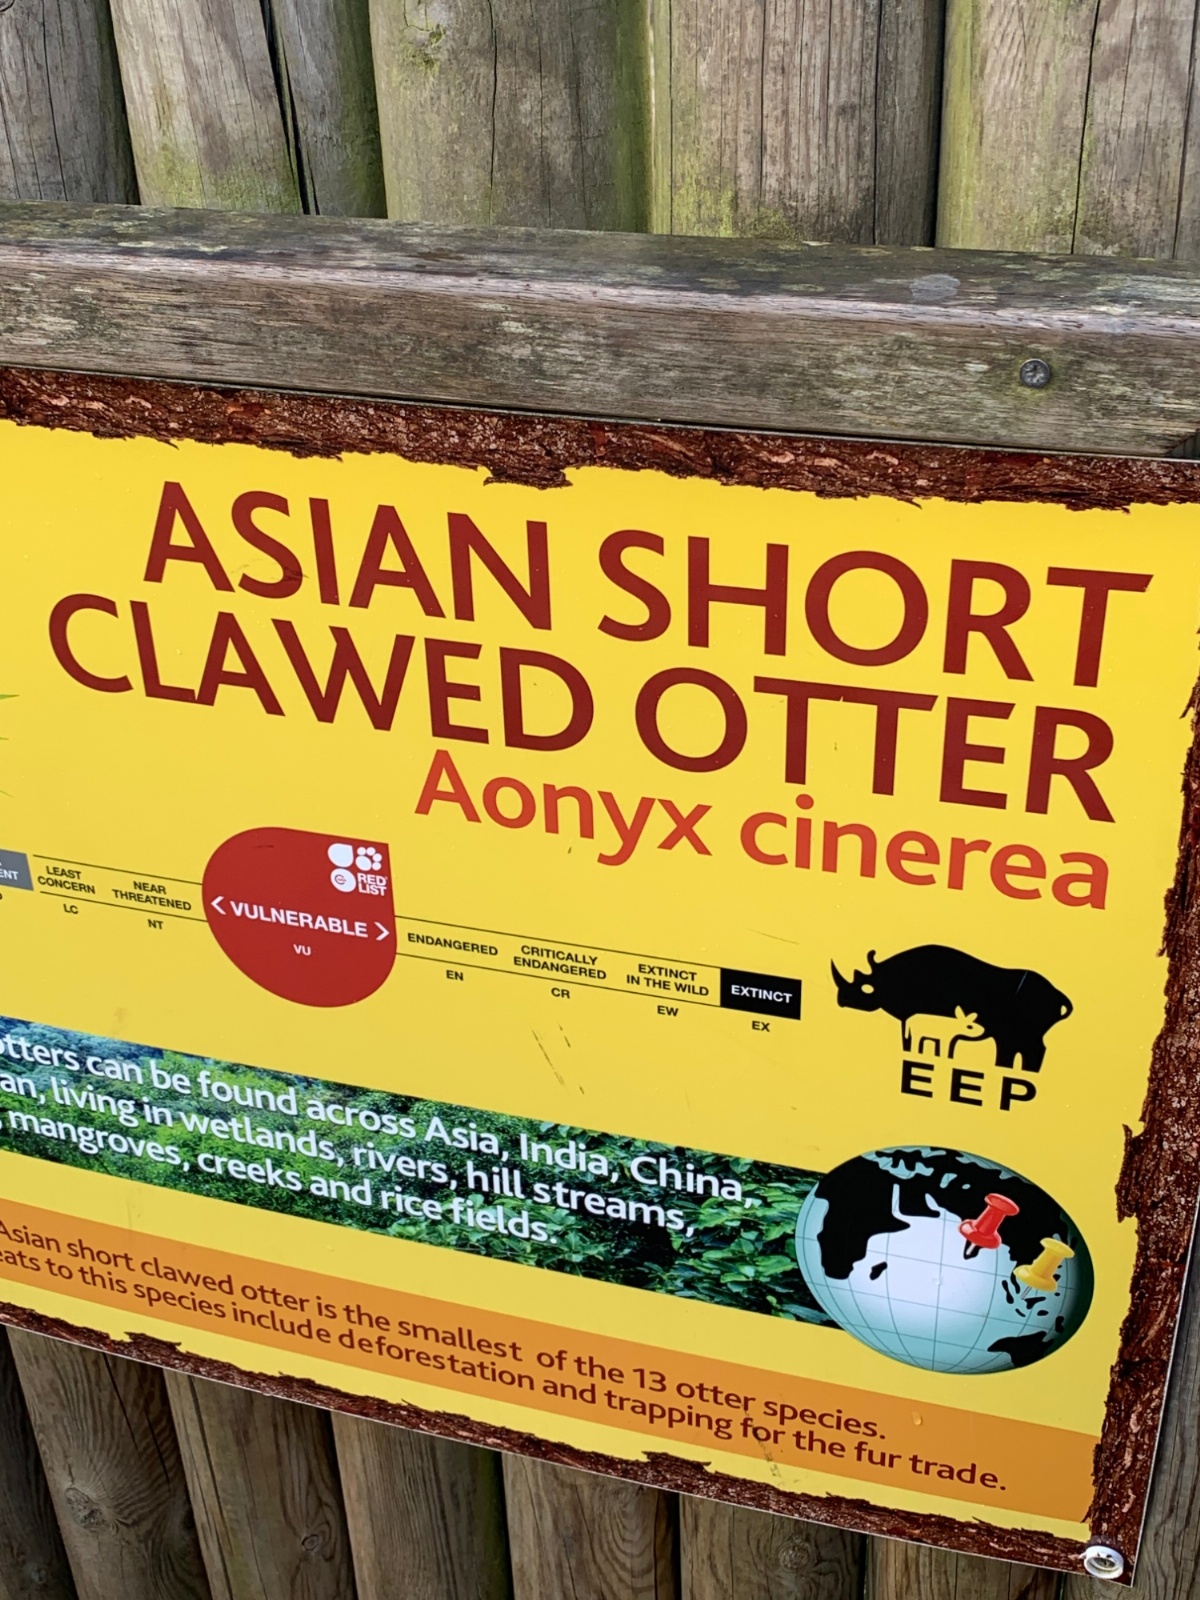 ASIAN SHORT
CLAWED OTTER
Aonyx cinerea
RED
LIST
LEAST
CONCERN
LC
NEAR
THREATENED
NT
< VULNERABLE >
VU
ENDANGERED
EN
CRITICALLY
ENDANGERED
CR
EXTINCT
IN THE WILD
EW
EXTINCT
EX
EEP
otters can be found across Asia, India, China,
living in wetlands, rivers, hill streams,
mangroves, creeks and rice fields.
Asian short clawed otter is the smallest of the 13 otter species.
to this species include deforestation and trapping for the fur trade.